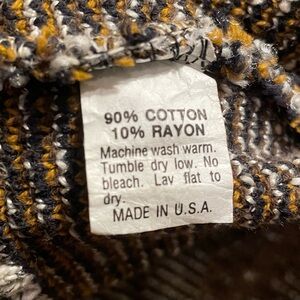 90% COTTON
10% RAYON
Machine wash warm.
Tumble dry low. No
bleach. Lav flat to
dry.
MADE IN U.S.A.